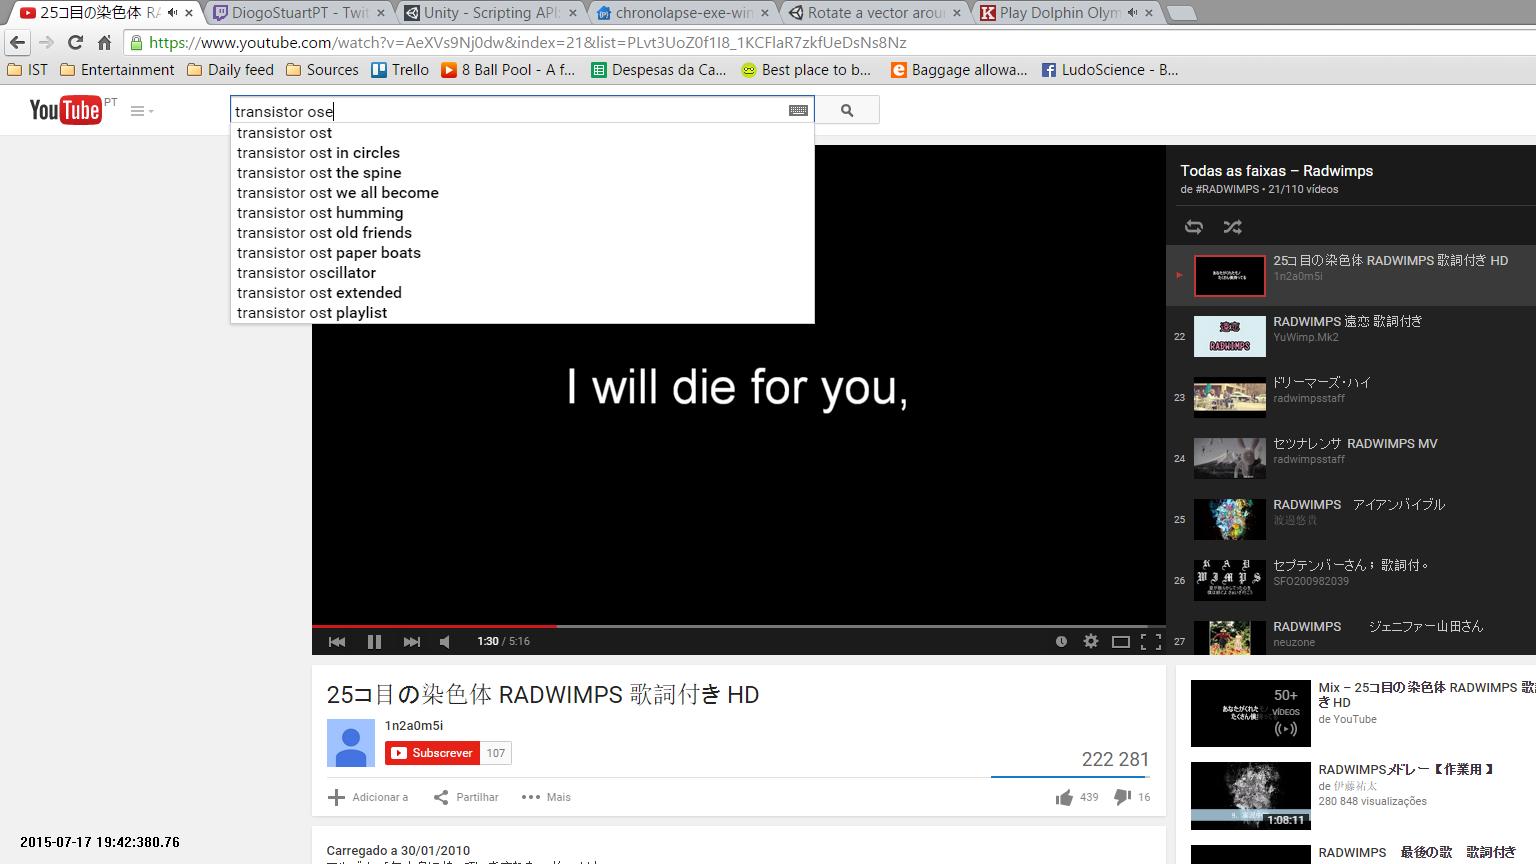 25コ目の染色体 RA
DiogoStuartPT - Twit
Unity - Scripting API:
chronolapse-exe-win
Rotate a vector arou
Play Dolphin Olym
https://www.youtube.com/watch?v=AeXVs9Nj0dw&index=21&list=PLvt3UoZ0f1I8_1KCFlaR7zkfUeDsNs8Nz
IST
Entertainment
Daily feed
Sources
Trello
8 Ball Pool - A f...
Despesas da Ca...
Best place to b...
Baggage allowa...
LudoScience - B...
YouTube PT
transistor ose
transistor ost
transistor ost in circles
transistor ost the spine
transistor ost we all become
transistor ost humming
transistor ost old friends
transistor ost paper boats
transistor oscillator
transistor ost extended
transistor ost playlist
I will die for you,
1:30 / 5:16
Todas as faixas – Radwimps
de #RADWIMPS • 21/110 vídeos
25コ目の染色体 RADWIMPS 歌詞付き HD
1n2a0m5i
22
RADWIMPS 遠恋 歌詞付き
YuWimp.Mk2
23
ドリーマーズ・ハイ
radwimpsstaff
24
セツナレンサ RADWIMPS MV
radwimpsstaff
25
RADWIMPS　アイアンバイブル
渡過悠貴
26
セプテンバーさん； 歌詞付。
SFO200982039
27
RADWIMPS　　ジェニファー山田さん
neuzone
25コ目の染色体 RADWIMPS 歌詞付き HD
1n2a0m5i
Subscrever 107
222 281
Adicionar a
Partilhar
Mais
439
16
Carregado a 30/01/2010
50+
VÍDEOS
Mix – 25コ目の染色体 RADWIMPS 歌詞
き HD
de YouTube
RADWIMPSメドレー【作業用】
de 伊藤祐太
280 848 visualizações
1:08:11
RADWIMPS　最後の歌　歌詞付き
2015-07-17 19:42:380.76